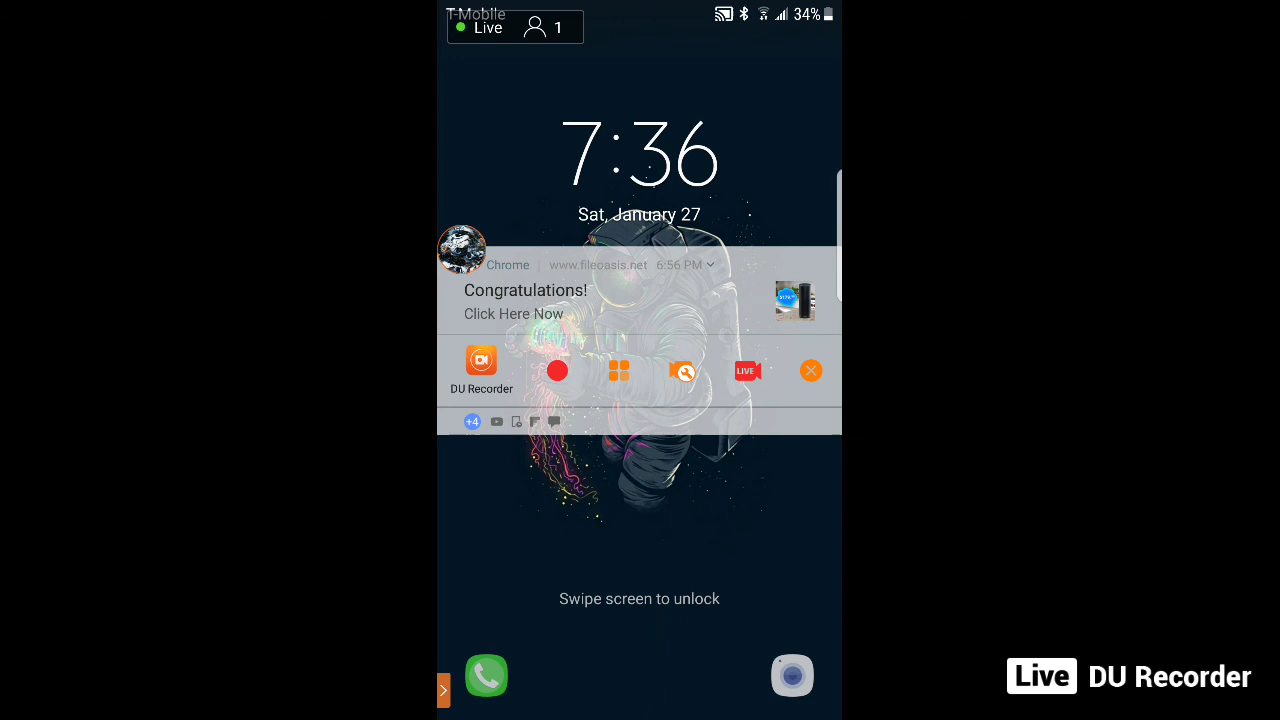 T-Mobile
34%
Live 1
7:36
Sat, January 27
Chrome | www.fileoasis.net 6:56 PM
Congratulations!
Click Here Now
DU Recorder
LIVE
+4
Swipe screen to unlock
Live DU Recorder